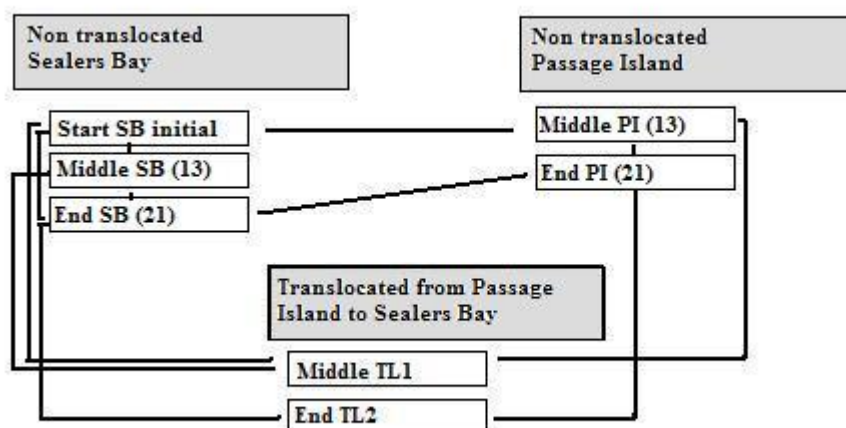 Non translocated
Sealers Bay
Non translocated
Passage Island
Start SB initial
Middle SB (13)
End SB (21)
Middle PI (13)
End PI (21)
Translocated from Passage
Island to Sealers Bay
Middle TL1
End TL2